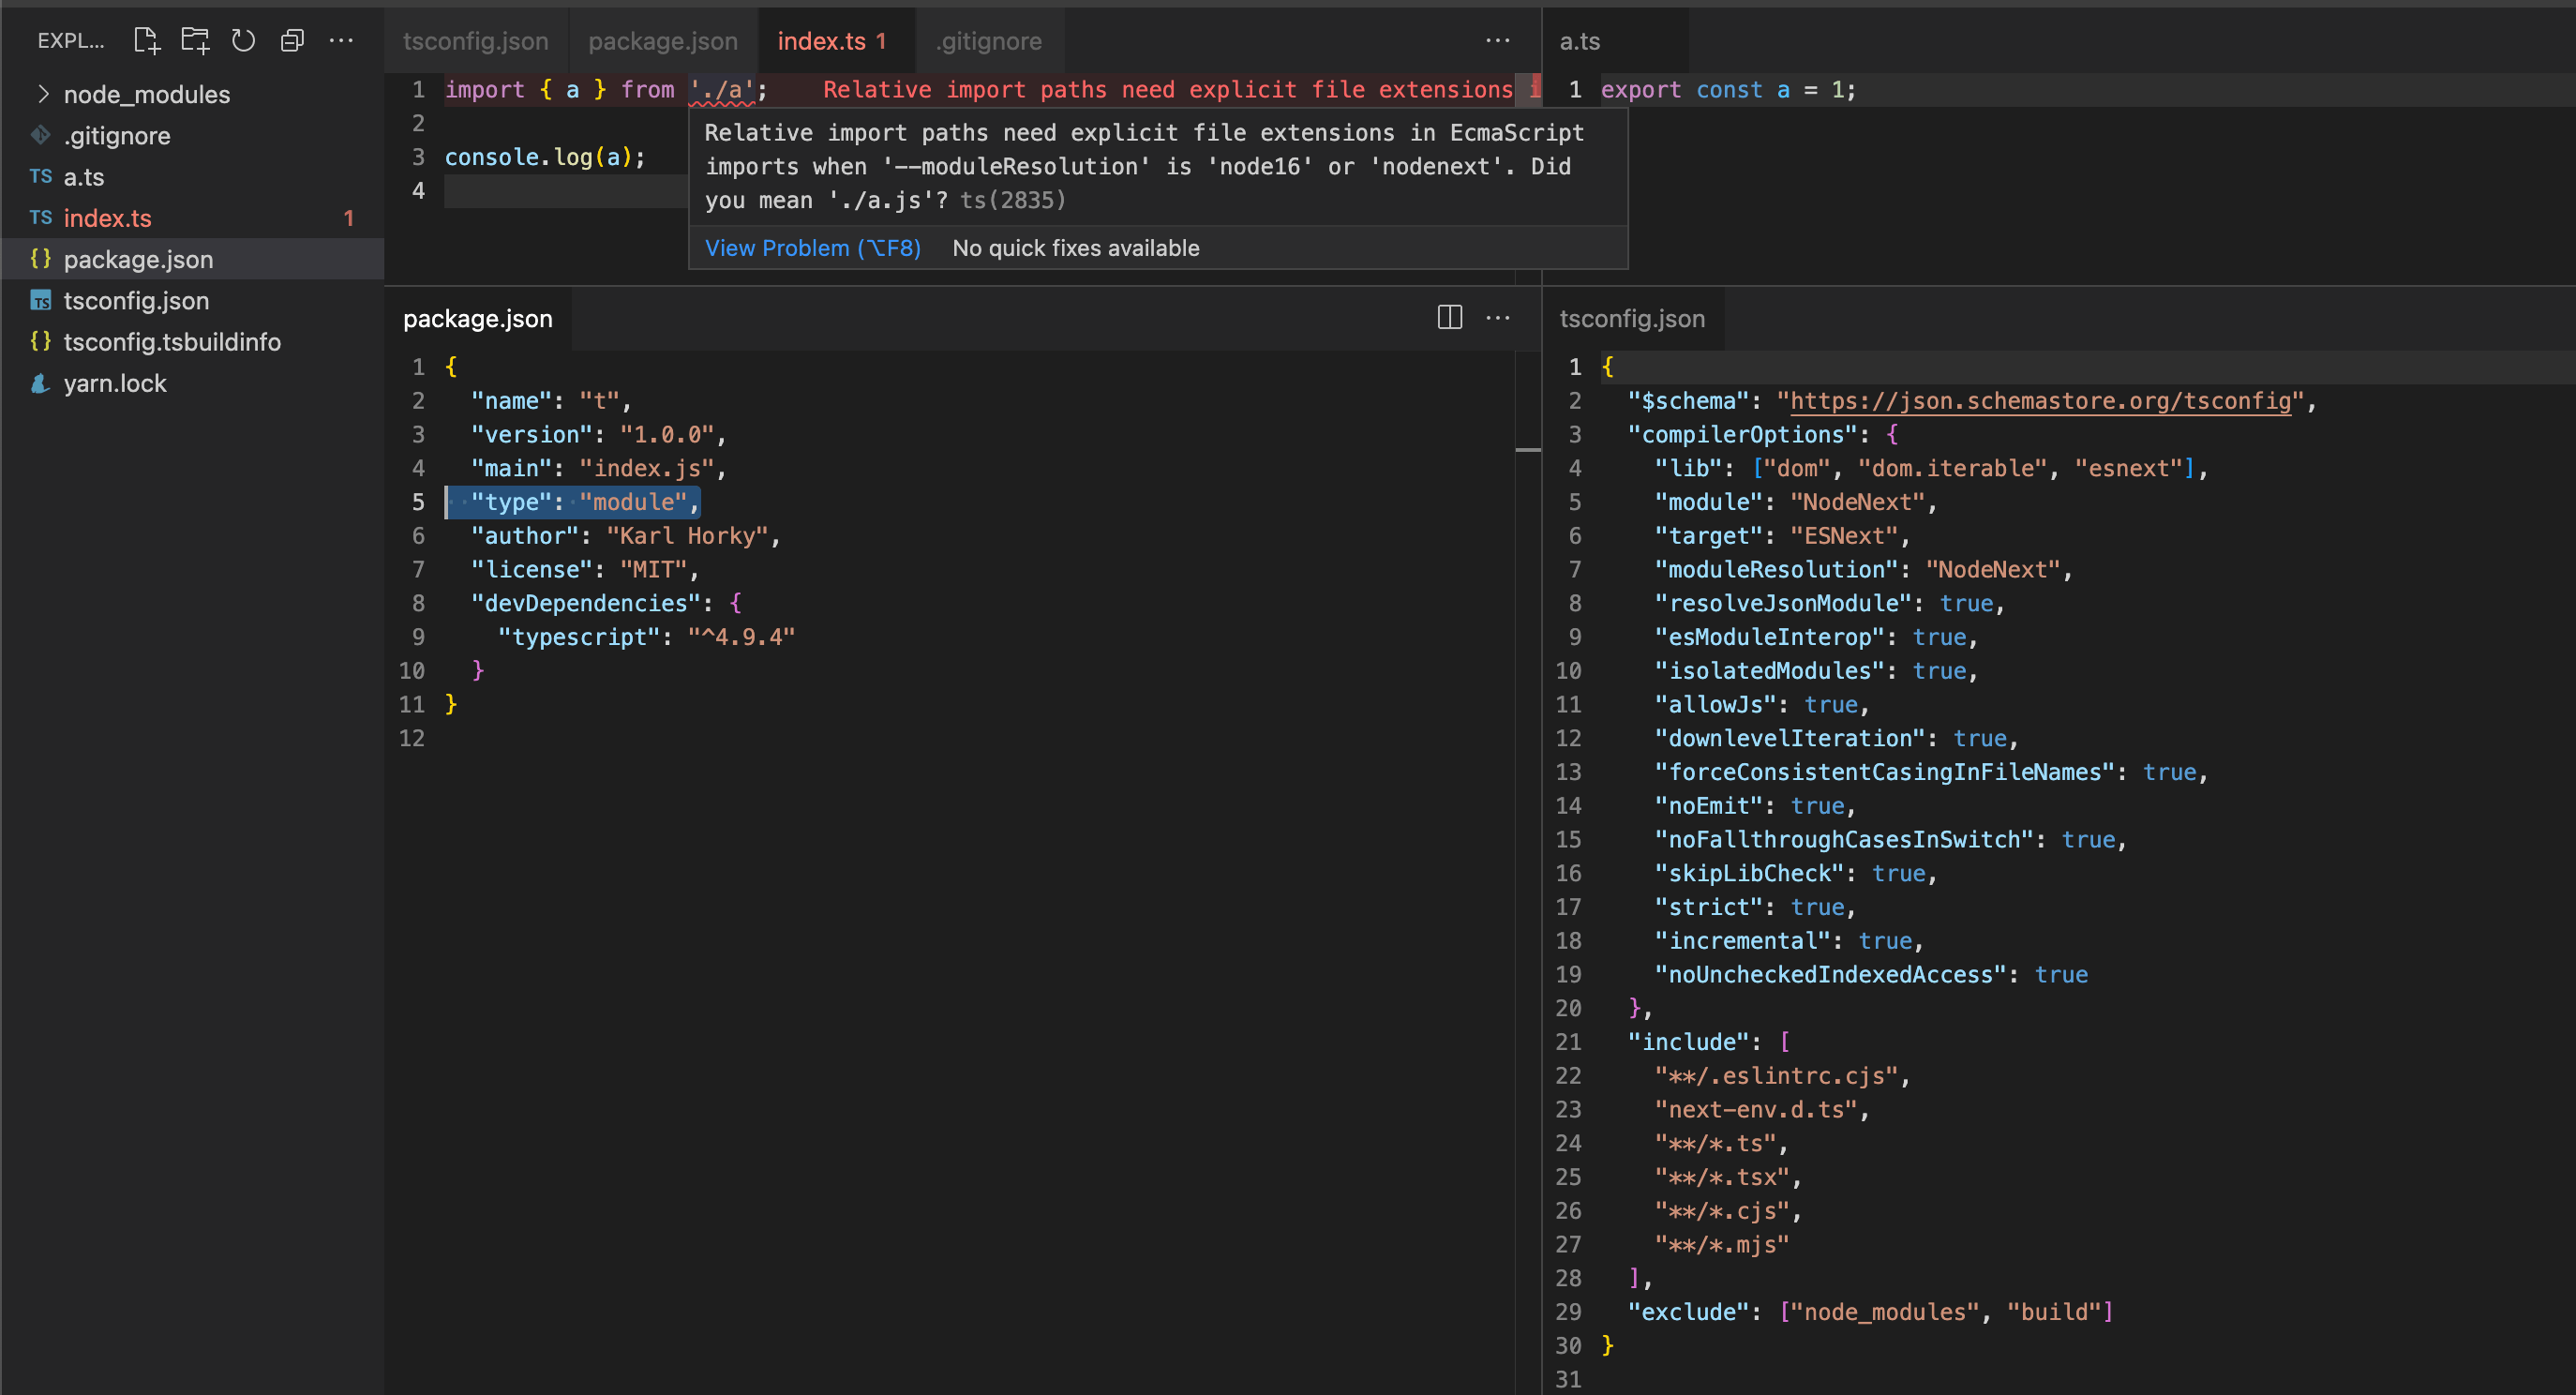 EXPL...
node_modules
.gitignore
TS a.ts
TS index.ts 1
{} package.json
TS tsconfig.json
{} tsconfig.tsbuildinfo
yarn.lock
tsconfig.json package.json index.ts 1 .gitignore ...
1 import { a } from './a'; Relative import paths need explicit file extensions i
2
3 console.log(a);
4
Relative import paths need explicit file extensions in EcmaScript
imports when '--moduleResolution' is 'node16' or 'nodenext'. Did
you mean './a.js'? ts(2835)
View Problem (⌥F8) No quick fixes available
a.ts
1 export const a = 1;
package.json ...
1 {
2 "name": "t",
3 "version": "1.0.0",
4 "main": "index.js",
5 "type": "module",
6 "author": "Karl Horky",
7 "license": "MIT",
8 "devDependencies": {
9 "typescript": "^4.9.4"
10 }
11 }
12
tsconfig.json
1 {
2 "$schema": "https://json.schemastore.org/tsconfig",
3 "compilerOptions": {
4 "lib": ["dom", "dom.iterable", "esnext"],
5 "module": "NodeNext",
6 "target": "ESNext",
7 "moduleResolution": "NodeNext",
8 "resolveJsonModule": true,
9 "esModuleInterop": true,
10 "isolatedModules": true,
11 "allowJs": true,
12 "downlevelIteration": true,
13 "forceConsistentCasingInFileNames": true,
14 "noEmit": true,
15 "noFallthroughCasesInSwitch": true,
16 "skipLibCheck": true,
17 "strict": true,
18 "incremental": true,
19 "noUncheckedIndexedAccess": true
20 },
21 "include": [
22 "**/.eslintrc.cjs",
23 "next-env.d.ts",
24 "**/*.ts",
25 "**/*.tsx",
26 "**/*.cjs",
27 "**/*.mjs"
28 ],
29 "exclude": ["node_modules", "build"]
30 }
31